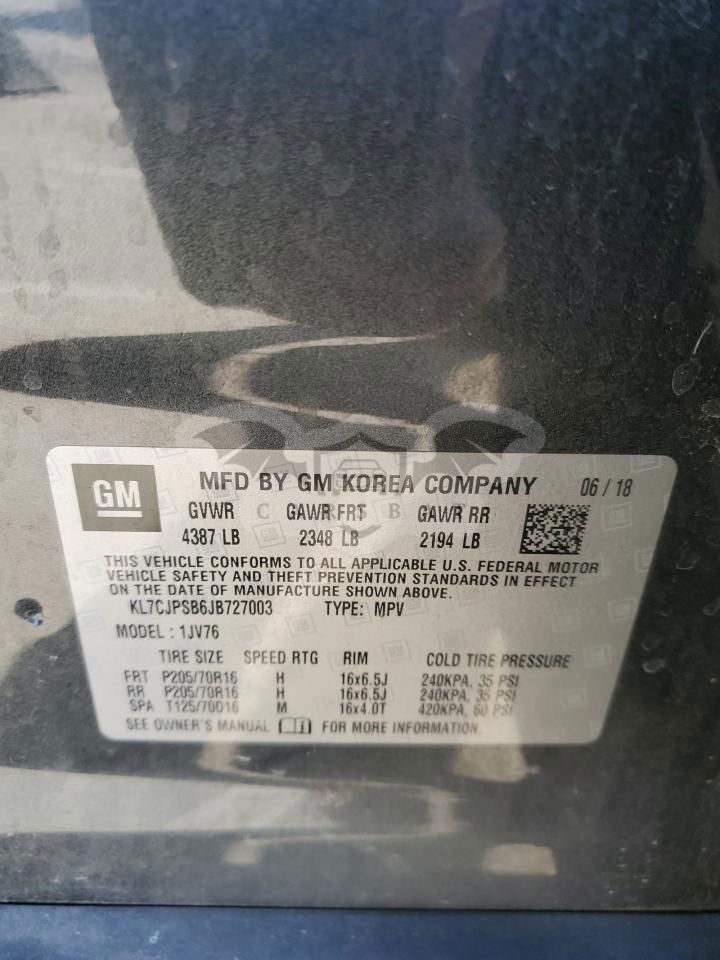 GM
MFD BY GM KOREA COMPANY 06 / 18
GVWR GAWR FRT GAWR RR
4387 LB 2348 LB 2194 LB
THIS VEHICLE CONFORMS TO ALL APPLICABLE U.S. FEDERAL MOTOR
VEHICLE SAFETY AND THEFT PREVENTION STANDARDS IN EFFECT
ON THE DATE OF MANUFACTURE SHOWN ABOVE.
KL7CJPSB6JB727003 TYPE: MPV
MODEL : 1JV76
TIRE SIZE SPEED RTG RIM COLD TIRE PRESSURE
FRT P205/70R16 H 16x6.5J 240KPA, 35 PSI
RR P205/70R16 H 16x6.5J 240KPA, 35 PSI
SPA T125/70D16 M 16x4.0T 420KPA, 60 PSI
SEE OWNER'S MANUAL FOR MORE INFORMATION.